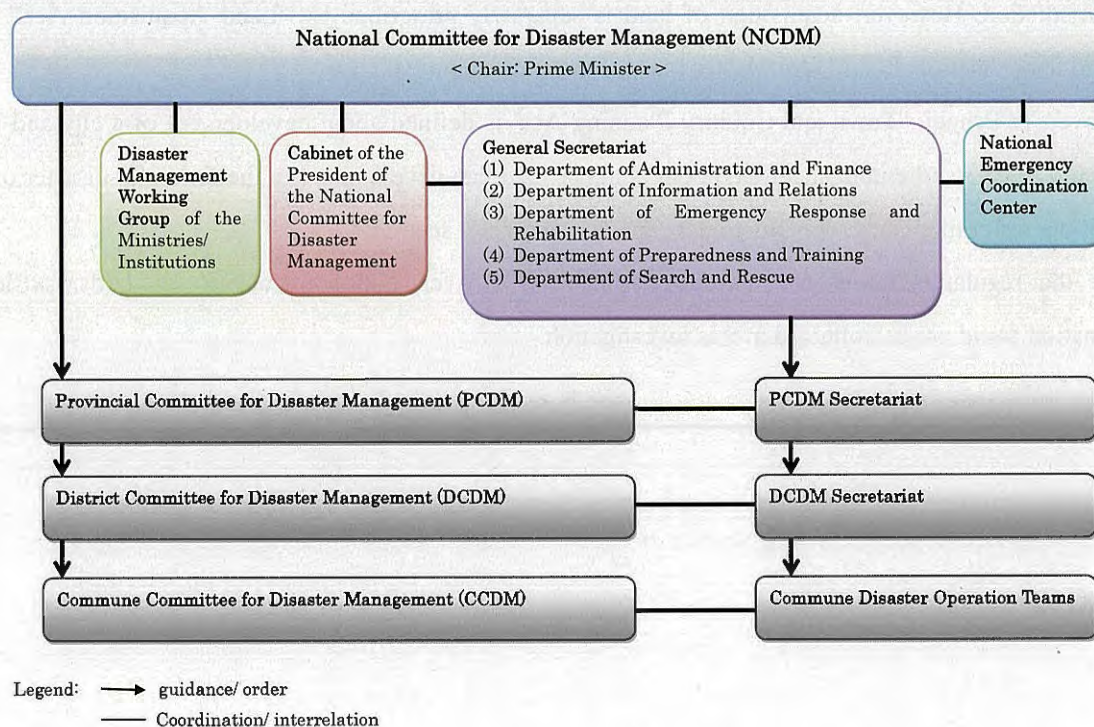 National Committee for Disaster Management (NCDM)
< Chair: Prime Minister >
Disaster
Management
Working
Group of the
Ministries/
Institutions
Cabinet of the
President of
the National
Committee for
Disaster
Management
General Secretariat
(1) Department of Administration and Finance
(2) Department of Information and Relations
(3) Department of Emergency Response and
Rehabilitation
(4) Department of Preparedness and Training
(5) Department of Search and Rescue
National
Emergency
Coordination
Center
Provincial Committee for Disaster Management (PCDM)
PCDM Secretariat
District Committee for Disaster Management (DCDM)
DCDM Secretariat
Commune Committee for Disaster Management (CCDM)
Commune Disaster Operation Teams
Legend:
guidance/ order
Coordination/ interrelation